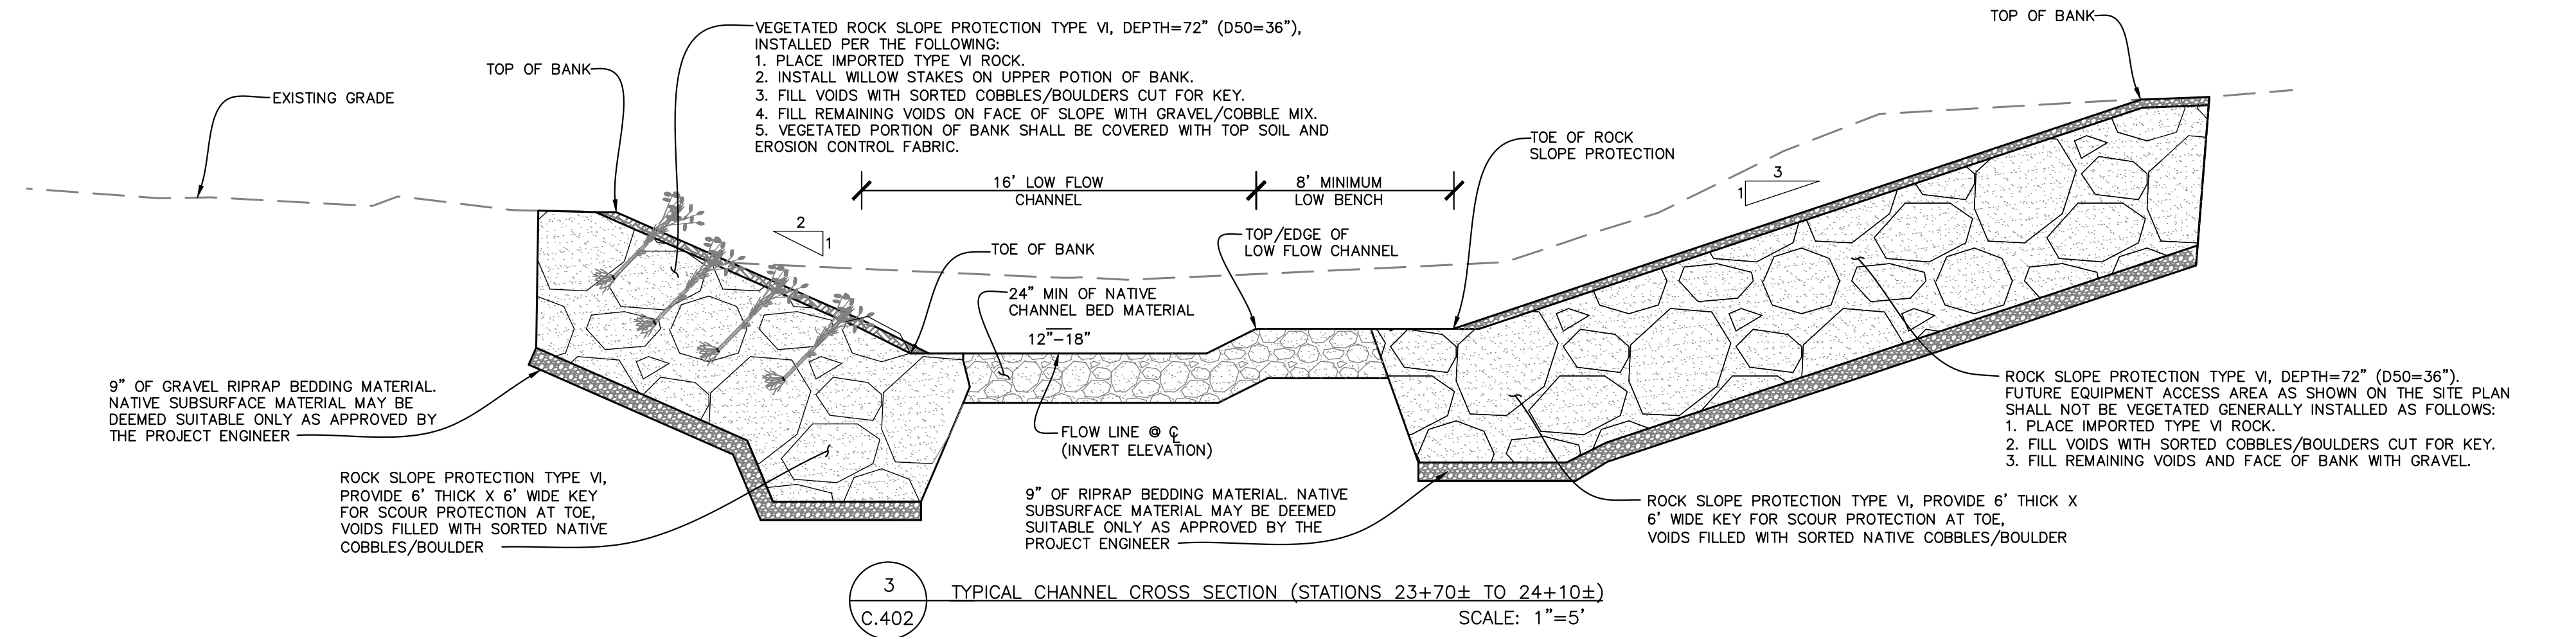 VEGETATED ROCK SLOPE PROTECTION TYPE VI, DEPTH=72" (D50=36"),
INSTALLED PER THE FOLLOWING:
1. PLACE IMPORTED TYPE VI ROCK.
2. INSTALL WILLOW STAKES ON UPPER POTION OF BANK.
3. FILL VOIDS WITH SORTED COBBLES/BOULDERS CUT FOR KEY.
4. FILL REMAINING VOIDS ON FACE OF SLOPE WITH GRAVEL/COBBLE MIX.
5. VEGETATED PORTION OF BANK SHALL BE COVERED WITH TOP SOIL AND
EROSION CONTROL FABRIC.
TOP OF BANK
TOP OF BANK
EXISTING GRADE
TOE OF ROCK
SLOPE PROTECTION
16' LOW FLOW
CHANNEL
8' MINIMUM
LOW BENCH
3
1
2
1
TOP/EDGE OF
LOW FLOW CHANNEL
TOE OF BANK
24" MIN OF NATIVE
CHANNEL BED MATERIAL
12"-18"
9" OF GRAVEL RIPRAP BEDDING MATERIAL.
NATIVE SUBSURFACE MATERIAL MAY BE
DEEMED SUITABLE ONLY AS APPROVED BY
THE PROJECT ENGINEER
FLOW LINE @ ℄
(INVERT ELEVATION)
ROCK SLOPE PROTECTION TYPE VI, DEPTH=72" (D50=36").
FUTURE EQUIPMENT ACCESS AREA AS SHOWN ON THE SITE PLAN
SHALL NOT BE VEGETATED GENERALLY INSTALLED AS FOLLOWS:
1. PLACE IMPORTED TYPE VI ROCK.
2. FILL VOIDS WITH SORTED COBBLES/BOULDERS CUT FOR KEY.
3. FILL REMAINING VOIDS AND FACE OF BANK WITH GRAVEL.
ROCK SLOPE PROTECTION TYPE VI,
PROVIDE 6' THICK X 6' WIDE KEY
FOR SCOUR PROTECTION AT TOE,
VOIDS FILLED WITH SORTED NATIVE
COBBLES/BOULDER
9" OF RIPRAP BEDDING MATERIAL. NATIVE
SUBSURFACE MATERIAL MAY BE DEEMED
SUITABLE ONLY AS APPROVED BY THE
PROJECT ENGINEER
ROCK SLOPE PROTECTION TYPE VI, PROVIDE 6' THICK X
6' WIDE KEY FOR SCOUR PROTECTION AT TOE,
VOIDS FILLED WITH SORTED NATIVE COBBLES/BOULDER
3
C.402
TYPICAL CHANNEL CROSS SECTION (STATIONS 23+70± TO 24+10±)
SCALE: 1"=5'